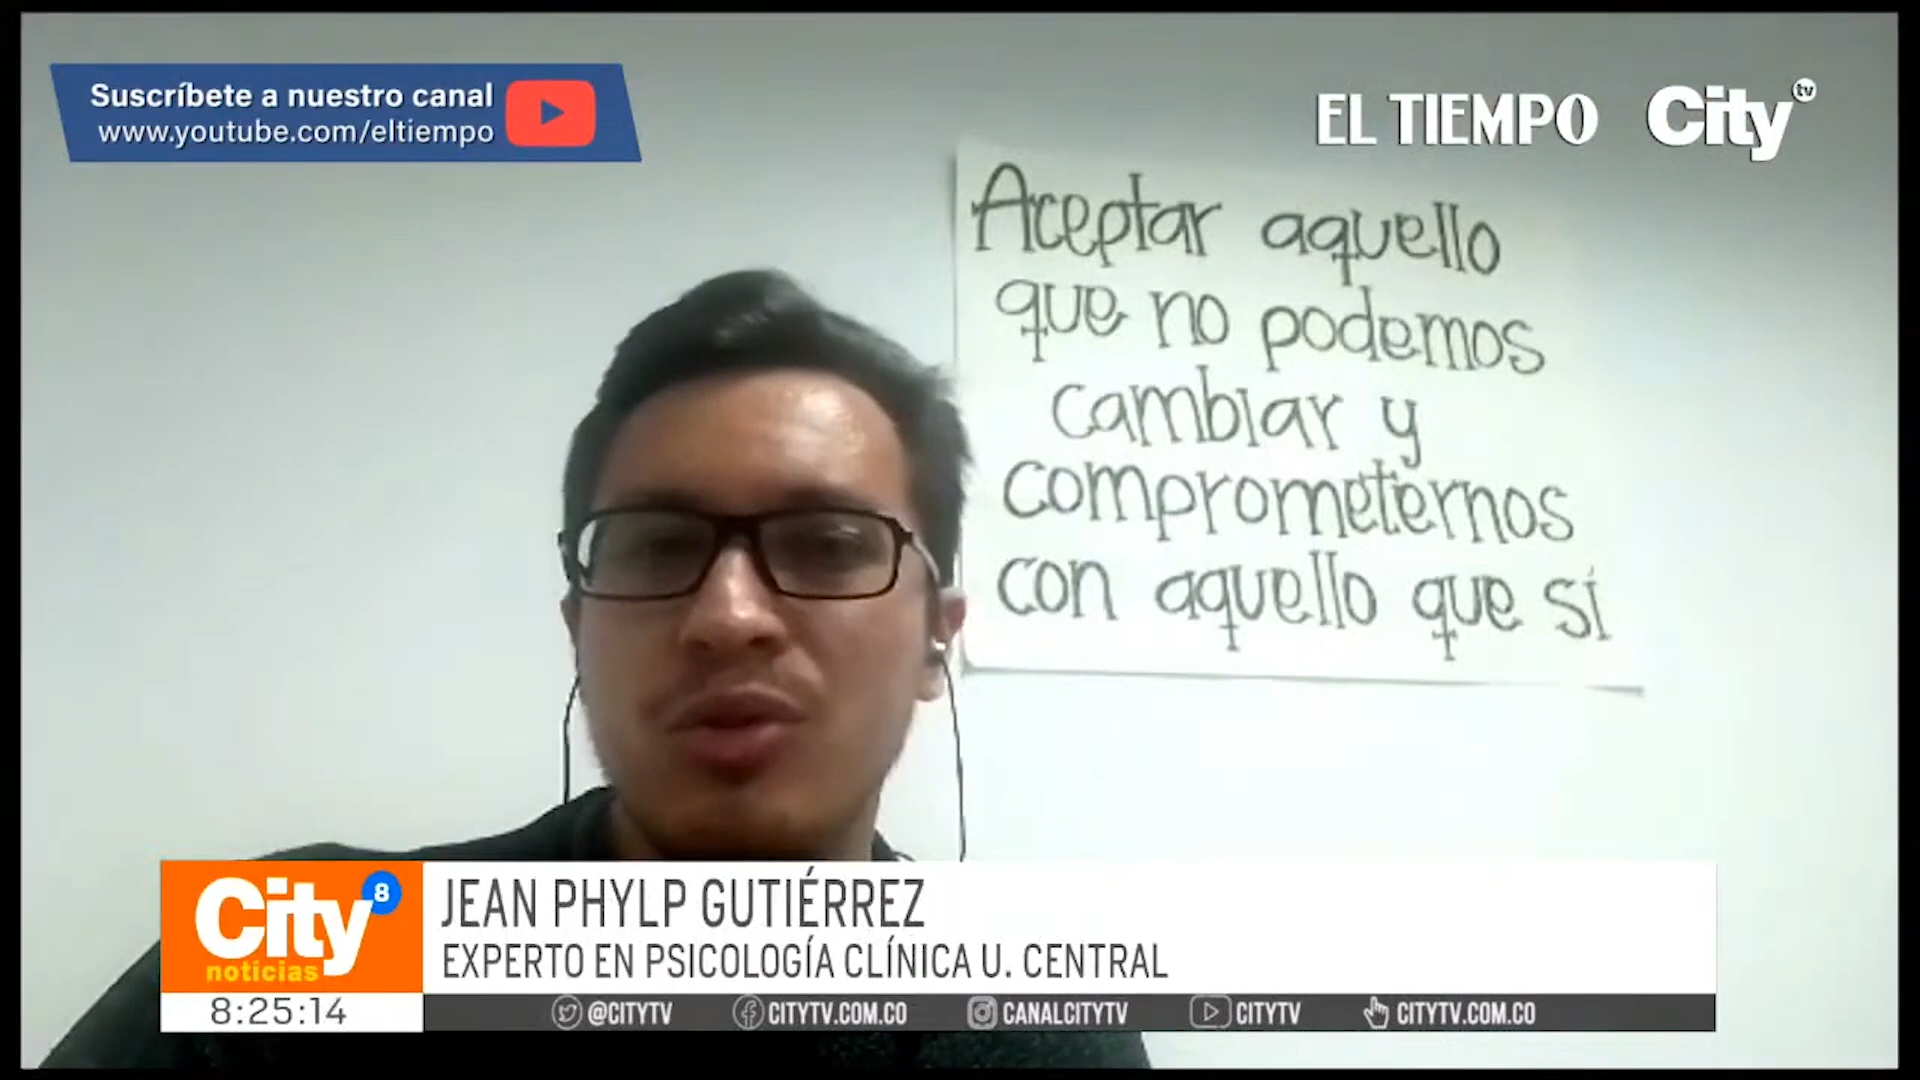 Suscríbete a nuestro canal
www.youtube.com/eltiempo
EL TIEMPO City tv
Aceptar aquello
que no podemos
cambiar y
comprometernos
con aquello que sí
City 8
noticias
8:25:14
JEAN PHYLP GUTIÉRREZ
EXPERTO EN PSICOLOGÍA CLÍNICA U. CENTRAL
@CITYTV CITYTV.COM.CO CANALCITYTV CITYTV CITYTV.COM.CO